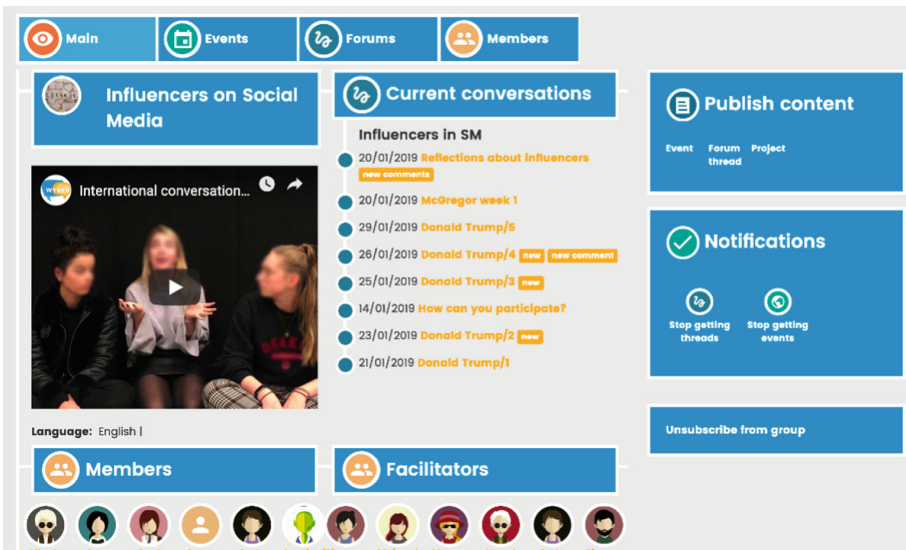 Main
Events
Forums
Members
Influencers on Social
Media
WYRED
International conversation...
Language: English |
Current conversations
Influencers in SM
20/01/2019 Reflections about influencers
new comments
20/01/2019 McGregor week 1
29/01/2019 Donald Trump/5
26/01/2019 Donald Trump/4 new new comment
25/01/2019 Donald Trump/3 new
14/01/2019 How can you participate?
23/01/2019 Donald Trump/2 new
21/01/2019 Donald Trump/1
Publish content
Event Forum Project
thread
Notifications
Stop getting Stop getting
threads events
Unsubscribe from group
Members
Facilitators